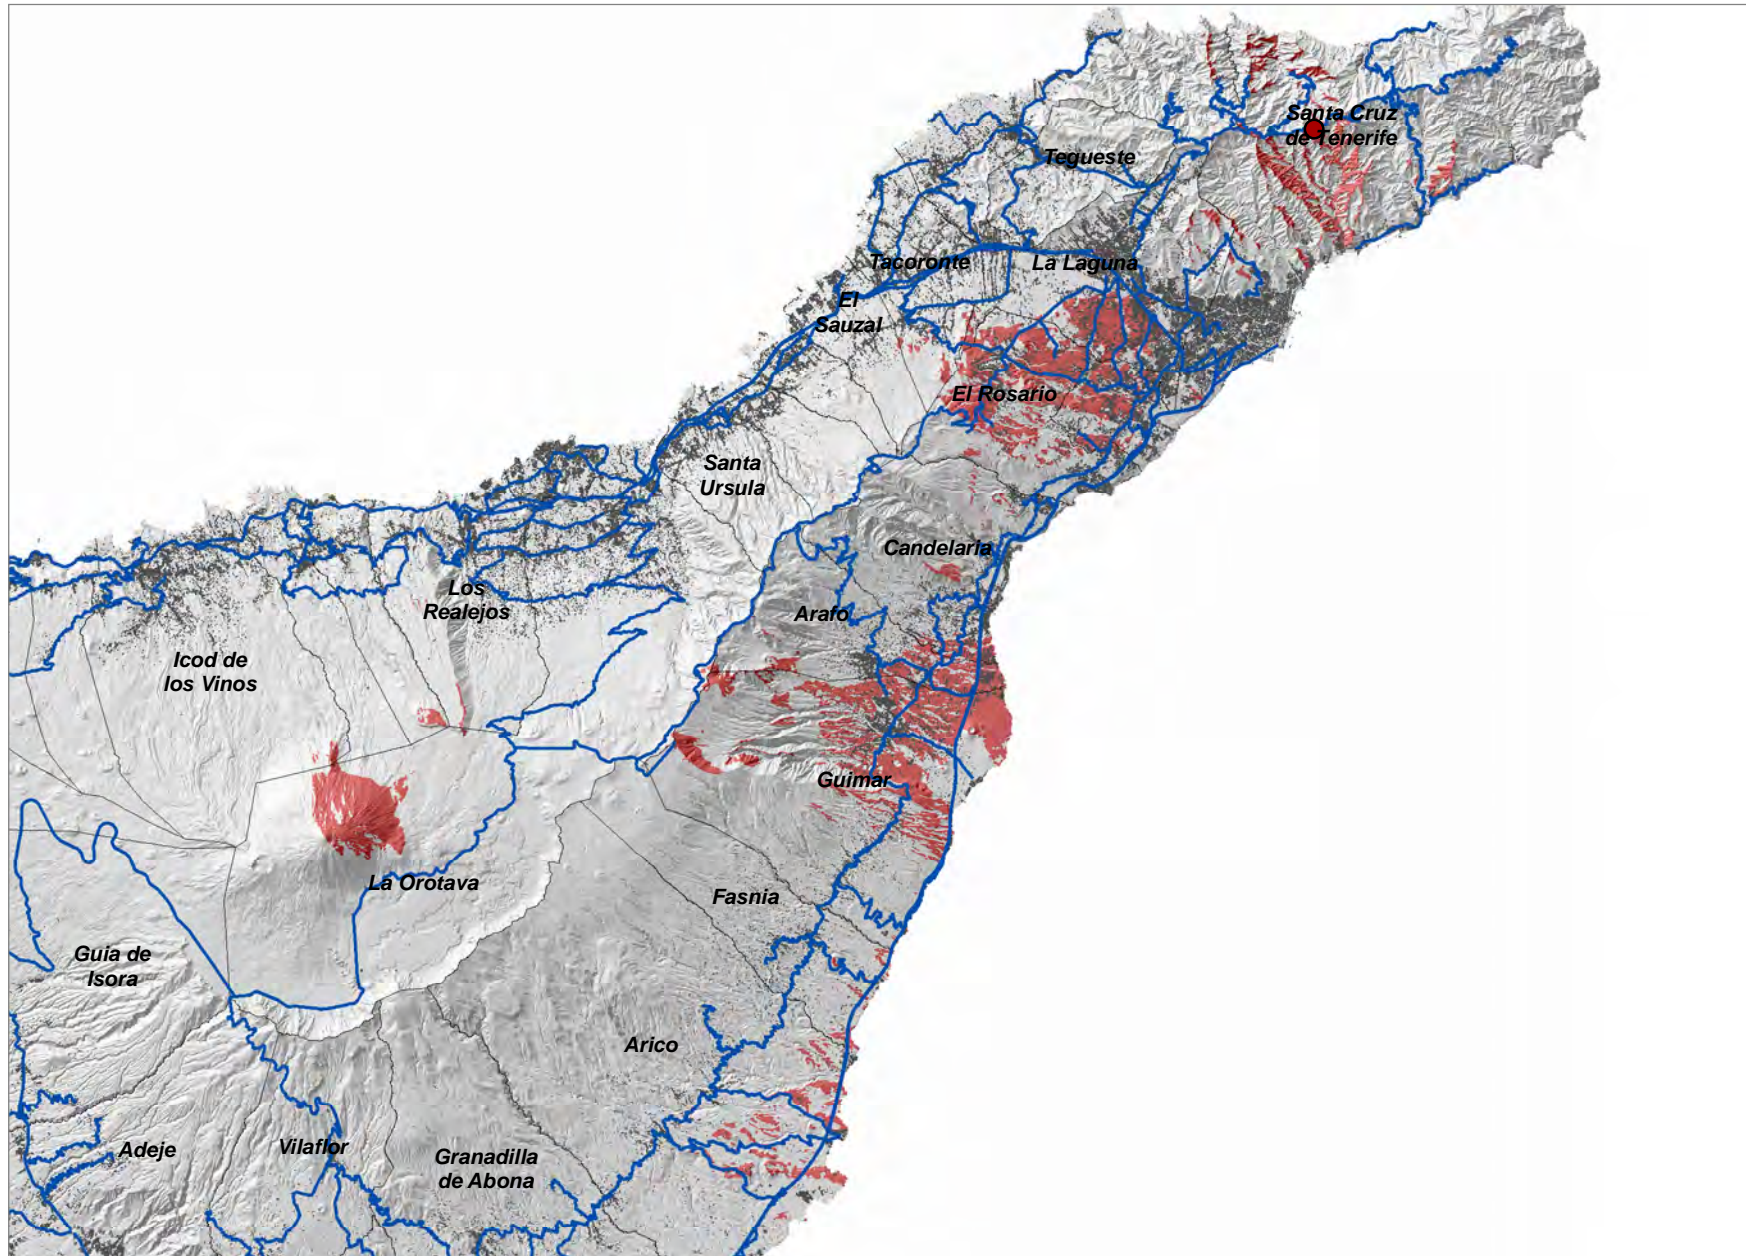 Santa Cruz
de Tenerife
Tegueste
Tacoronte
La Laguna
El
Sauzal
El Rosario
Santa
Ursula
Candelaria
Los
Realejos
Arafo
Icod de
los Vinos
Guimar
La Orotava
Fasnia
Guia de
Isora
Arico
Adeje
Vilaflor
Granadilla
de Abona